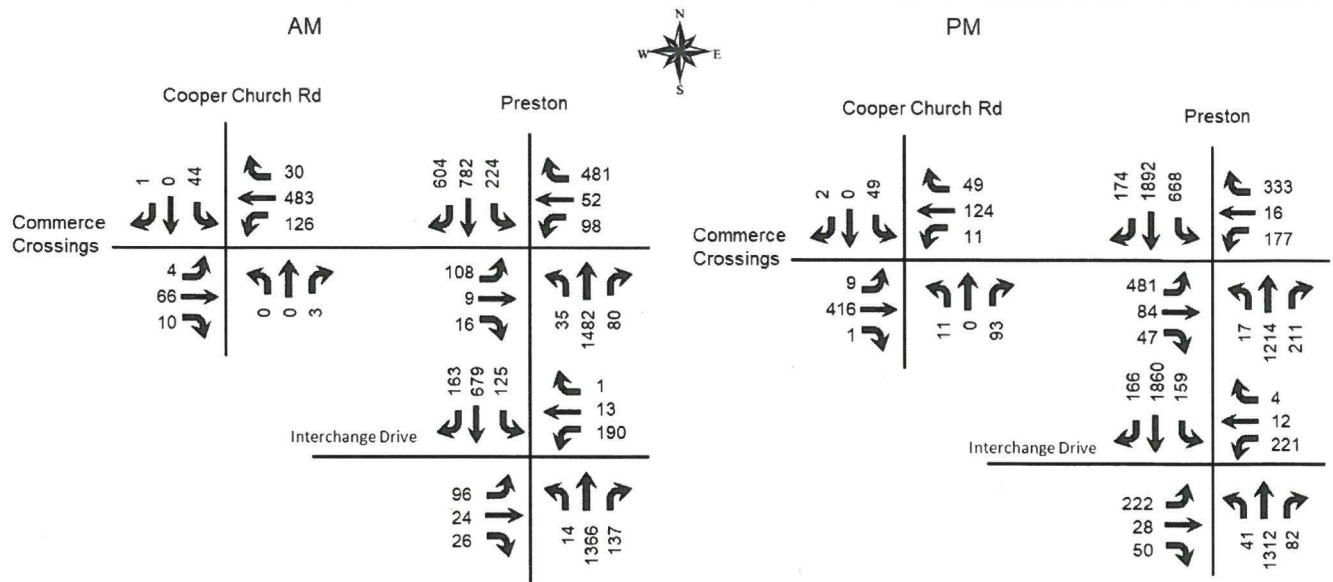 AM
N
W E
S
PM
Cooper Church Rd
Preston
1 0 44
30
483
126
604 782 224
481
52
98
Commerce
Crossings
4
66
10
0 0 3
108
9
16
35 1482 80
163 679 125
1
13
190
Interchange Drive
96
24
26
14 1366 137
Cooper Church Rd
Preston
2 0 49
49
124
11
174 1892 668
333
16
177
Commerce
Crossings
9
416
1
11 0 93
481
84
47
17 1214 211
166 1860 159
4
12
221
Interchange Drive
222
28
50
41 1312 82